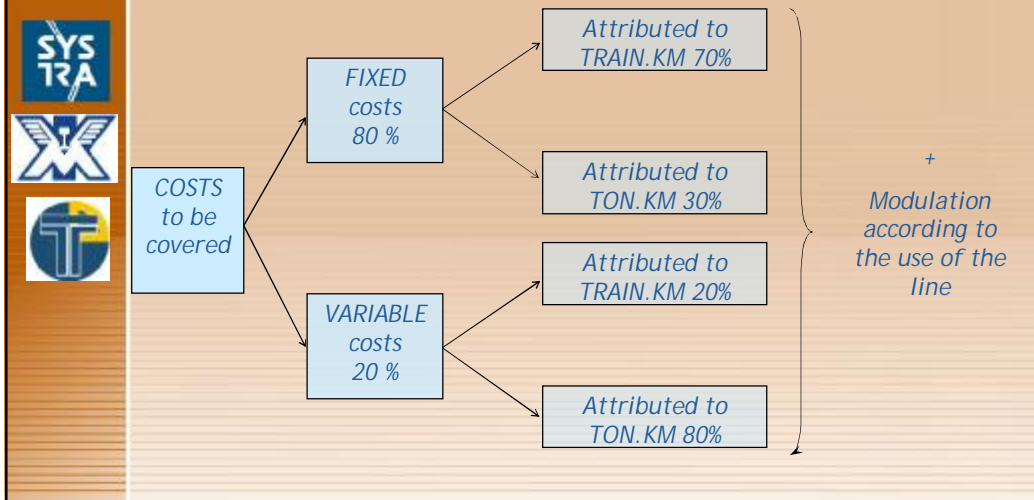 SYS
TRA
COSTS
to be
covered
FIXED
costs
80 %
VARIABLE
costs
20 %
Attributed to
TRAIN.KM 70%
Attributed to
TON.KM 30%
Attributed to
TRAIN.KM 20%
Attributed to
TON.KM 80%
+
Modulation
according to
the use of the
line